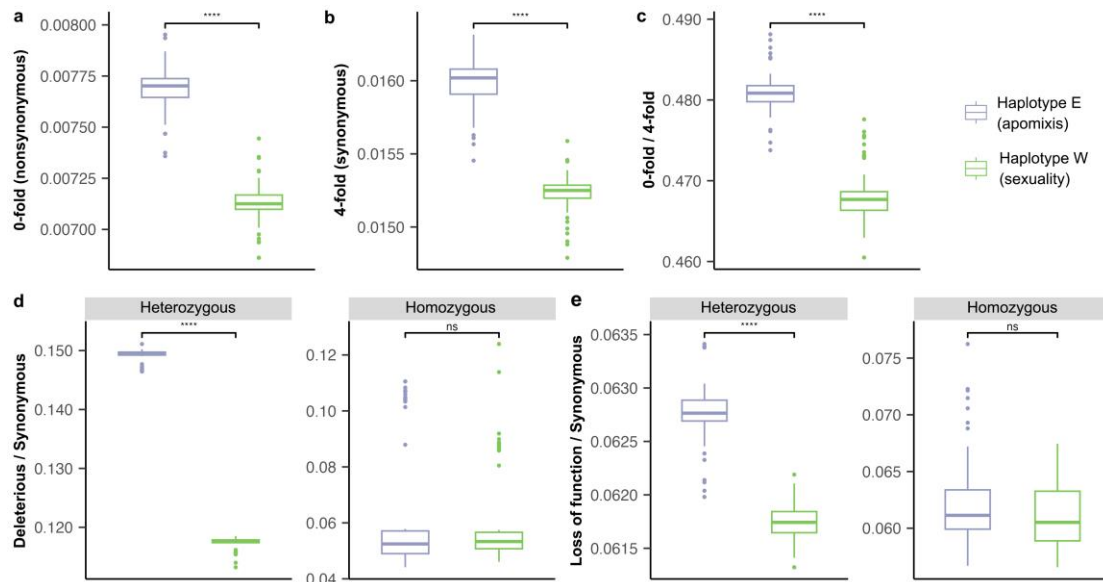 a
0-fold (nonsynonymous)
0.00800
0.00775
0.00750
0.00725
0.00700
****
b
4-fold (synonymous)
0.0160
0.0155
0.0150
****
c
0-fold / 4-fold
0.490
0.480
0.470
0.460
****
Haplotype E
(apomixis)
Haplotype W
(sexuality)
d
Deleterious / Synonymous
Heterozygous
0.150
0.140
0.130
0.120
****
Homozygous
0.12
0.10
0.08
0.06
0.04
ns
e
Loss of function / Synonymous
Heterozygous
0.0635
0.0630
0.0625
0.0620
0.0615
****
Homozygous
0.075
0.070
0.065
0.060
ns